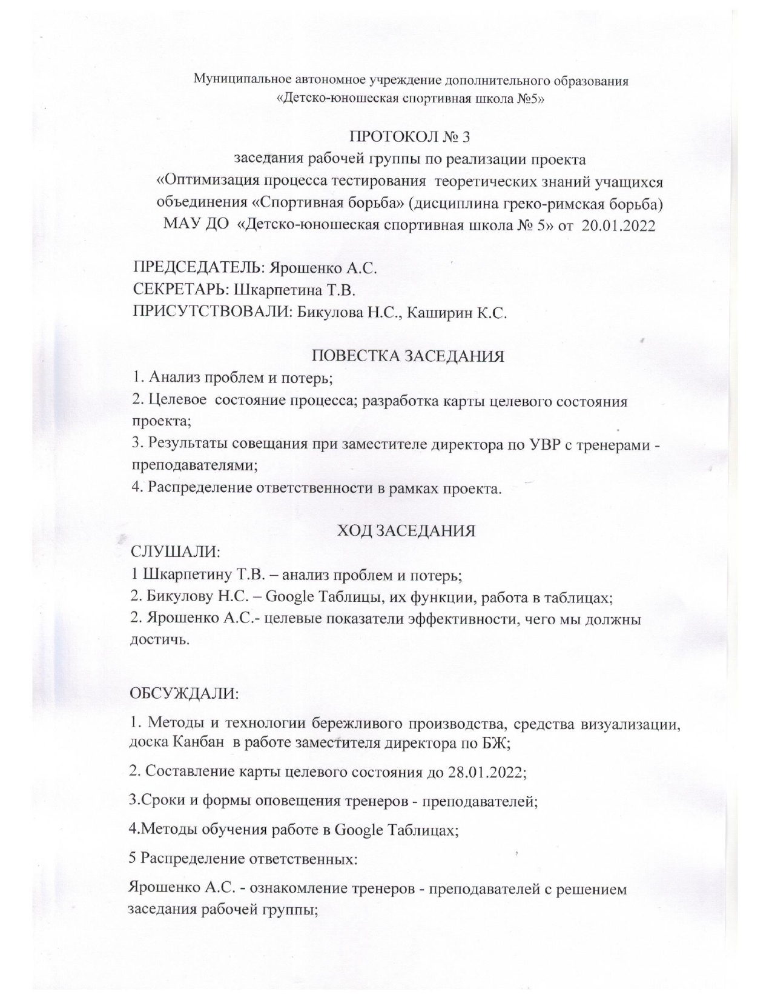 Муниципальное автономное учреждение дополнительного образования
«Детско-юношеская спортивная школа №5»
ПРОТОКОЛ № 3
заседания рабочей группы по реализации проекта
«Оптимизация процесса тестирования теоретических знаний учащихся
объединения «Спортивная борьба» (дисциплина греко-римская борьба)
МАУ ДО «Детско-юношеская спортивная школа № 5» от 20.01.2022
ПРЕДСЕДАТЕЛЬ: Ярошенко А.С.
СЕКРЕТАРЬ: Шкарпетина Т.В.
ПРИСУТСТВОВАЛИ: Бикулова Н.С., Каширин К.С.
ПОВЕСТКА ЗАСЕДАНИЯ
1. Анализ проблем и потерь;
2. Целевое состояние процесса; разработка карты целевого состояния
проекта;
3. Результаты совещания при заместителе директора по УВР с тренерами -
преподавателями;
4. Распределение ответственности в рамках проекта.
ХОД ЗАСЕДАНИЯ
СЛУШАЛИ:
1 Шкарпетину Т.В. – анализ проблем и потерь;
2. Бикулову Н.С. – Google Таблицы, их функции, работа в таблицах;
2. Ярошенко А.С.- целевые показатели эффективности, чего мы должны
достичь.
ОБСУЖДАЛИ:
1. Методы и технологии бережливого производства, средства визуализации,
доска Канбан в работе заместителя директора по БЖ;
2. Составление карты целевого состояния до 28.01.2022;
3.Сроки и формы оповещения тренеров - преподавателей;
4.Методы обучения работе в Google Таблицах;
5 Распределение ответственных:
Ярошенко А.С. - ознакомление тренеров - преподавателей с решением
заседания рабочей группы;